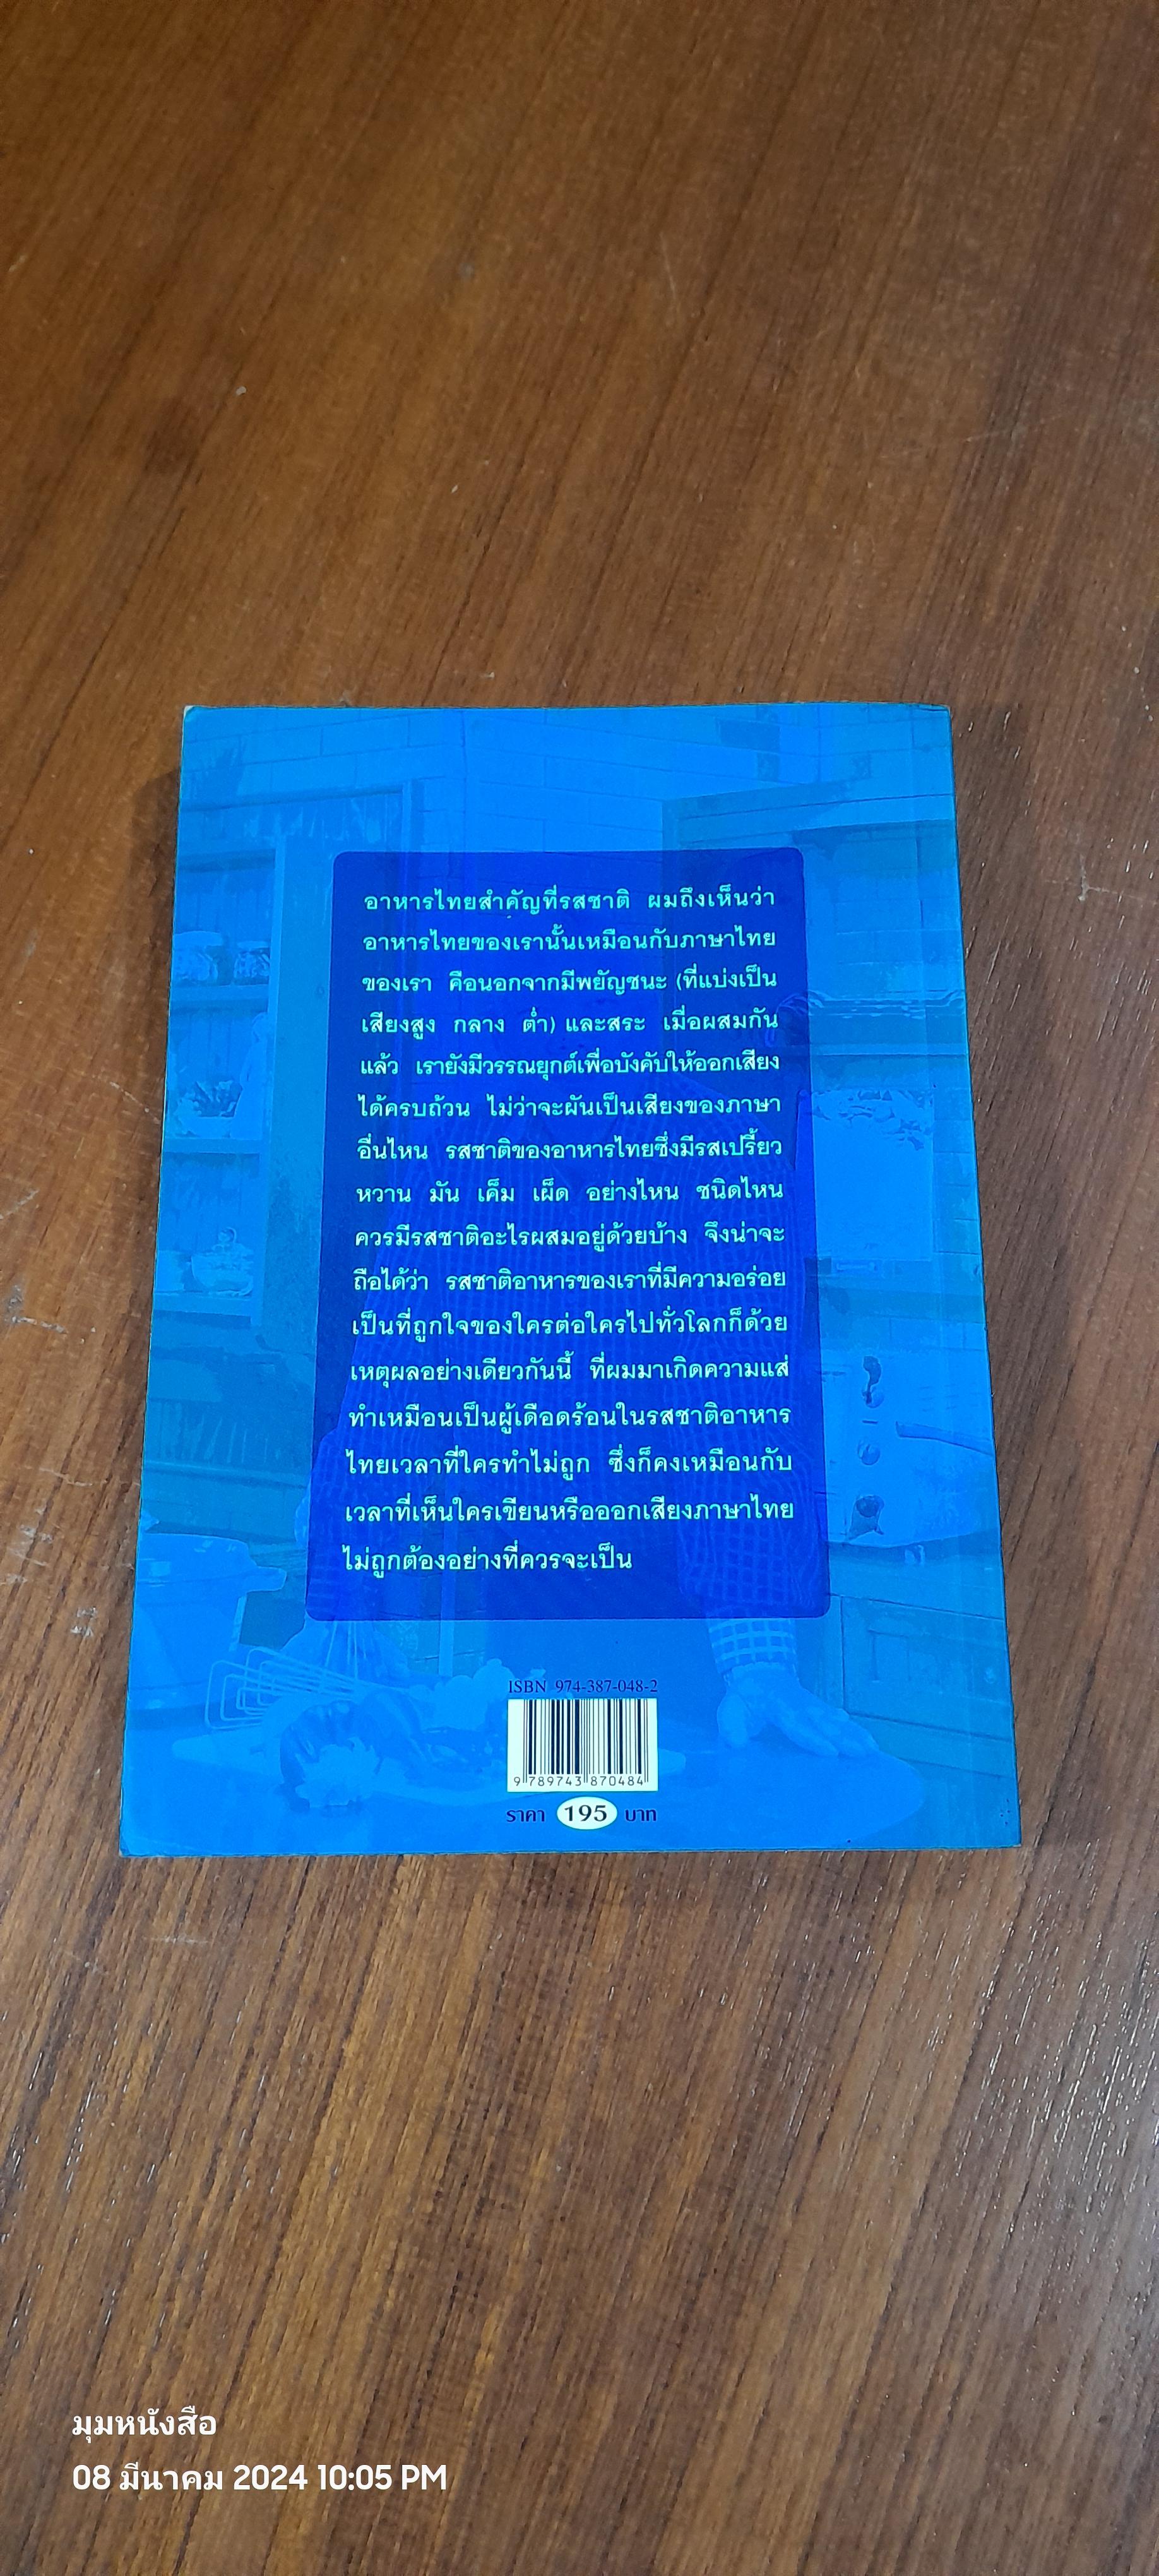 อาหารไทยสำคัญที่รสชาติ ผมถึงเห็นว่า
อาหารไทยของเรานั้นเหมือนกับภาษาไทย
ของเรา คือนอกจากมีพยัญชนะ (ที่แบ่งเป็น
เสียงสูง กลาง ต่ำ) และสระ เมื่อผสมกัน
แล้ว เรายังมีวรรณยุกต์เพื่อบังคับให้ออกเสียง
ได้ครบถ้วน ไม่ว่าจะผันเป็นเสียงของภาษา
อื่นไหน รสชาติของอาหารไทยซึ่งมีรสเปรี้ยว
หวาน มัน เค็ม เผ็ด อย่างไหน ชนิดไหน
ควรมีรสชาติอะไรผสมอยู่ด้วยบ้าง จึงน่าจะ
ถือได้ว่า รสชาติอาหารของเราที่มีความอร่อย
เป็นที่ถูกใจของใครต่อใครไปทั่วโลกก็ด้วย
เหตุผลอย่างเดียวกันนี้ ที่ผมมาเกิดความแส่
ทำเหมือนเป็นผู้เดือดร้อนในรสชาติอาหาร
ไทยเวลาที่ใครทำไม่ถูก ซึ่งก็คงเหมือนกับ
เวลาที่เห็นใครเขียนหรือออกเสียงภาษาไทย
ไม่ถูกต้องอย่างที่ควรจะเป็น
ISBN 974-387-048-2
9 789743 870484
ราคา 195 บาท
มุมหนังสือ
08 มีนาคม 2024 10:05 PM